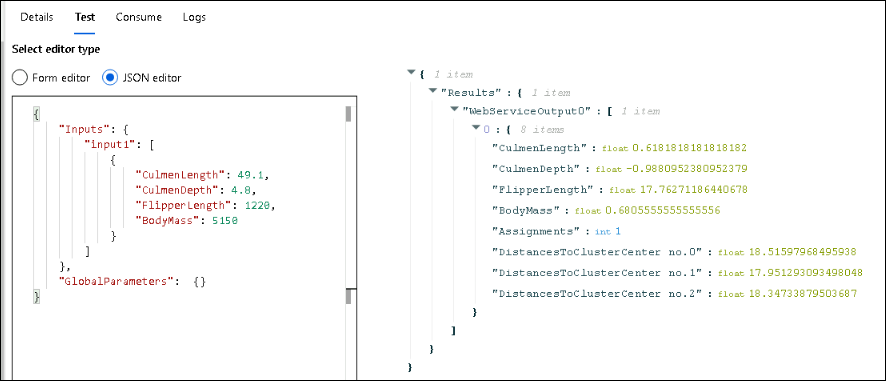 Details Test Consume Logs
Select editor type
Form editor JSON editor
{
"Inputs": {
"input1": [
{
"CulmenLength": 49.1,
"CulmenDepth": 4.8,
"FlipperLength": 1220,
"BodyMass": 5150
}
]
},
"GlobalParameters": {}
}
{ 1 item
"Results" : { 1 item
"WebServiceOutput0" : [ 1 item
0 : { 8 items
"CulmenLength" : float 0.6181818181818182
"CulmenDepth" : float -0.9880952380952379
"FlipperLength" : float 17.76271186440678
"BodyMass" : float 0.6805555555555556
"Assignments" : int 1
"DistancesToClusterCenter no.0" : float 18.51597968495938
"DistancesToClusterCenter no.1" : float 17.951293093498048
"DistancesToClusterCenter no.2" : float 18.34733879503687
}
]
}
}